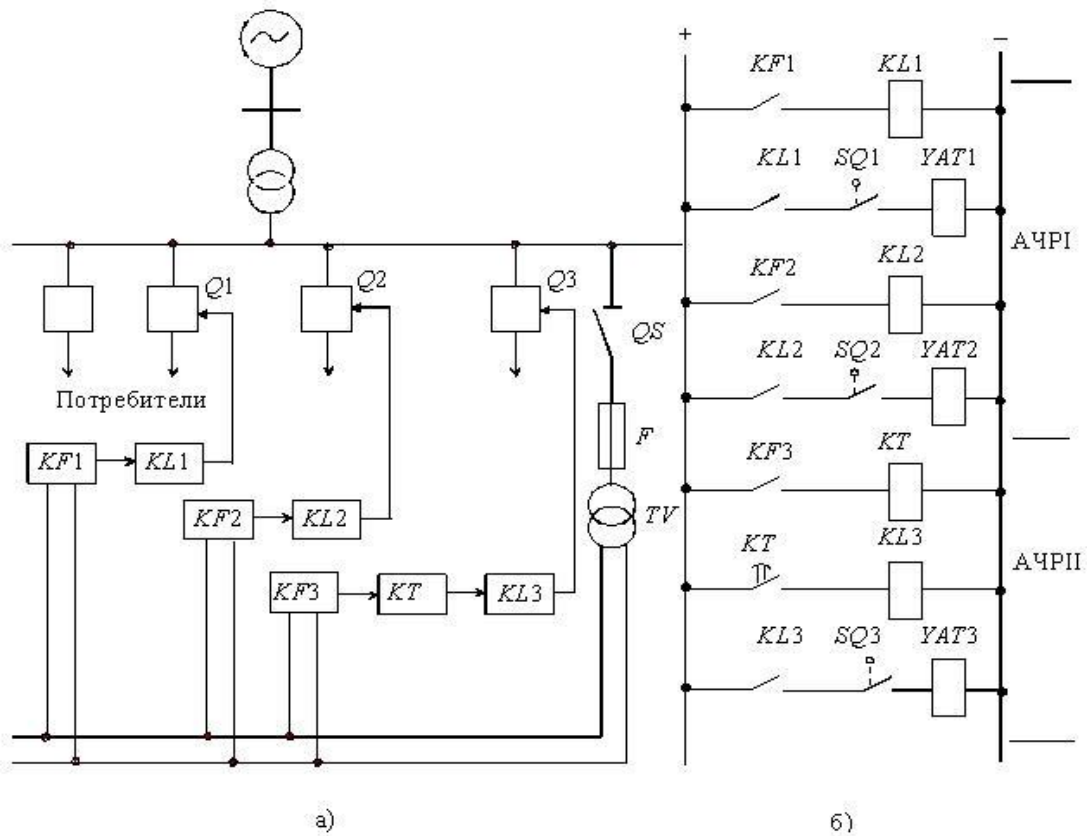 Q1
Q2
Q3
QS
Потребители
KF1
KL1
F
KF2
KL2
TV
KF3
KT
KL3
а)
+
–
KF1
KL1
KL1
SQ1
YAT1
АЧРI
KF2
KL2
KL2
SQ2
YAT2
KF3
KT
KT
KL3
АЧРII
KL3
SQ3
YAT3
б)